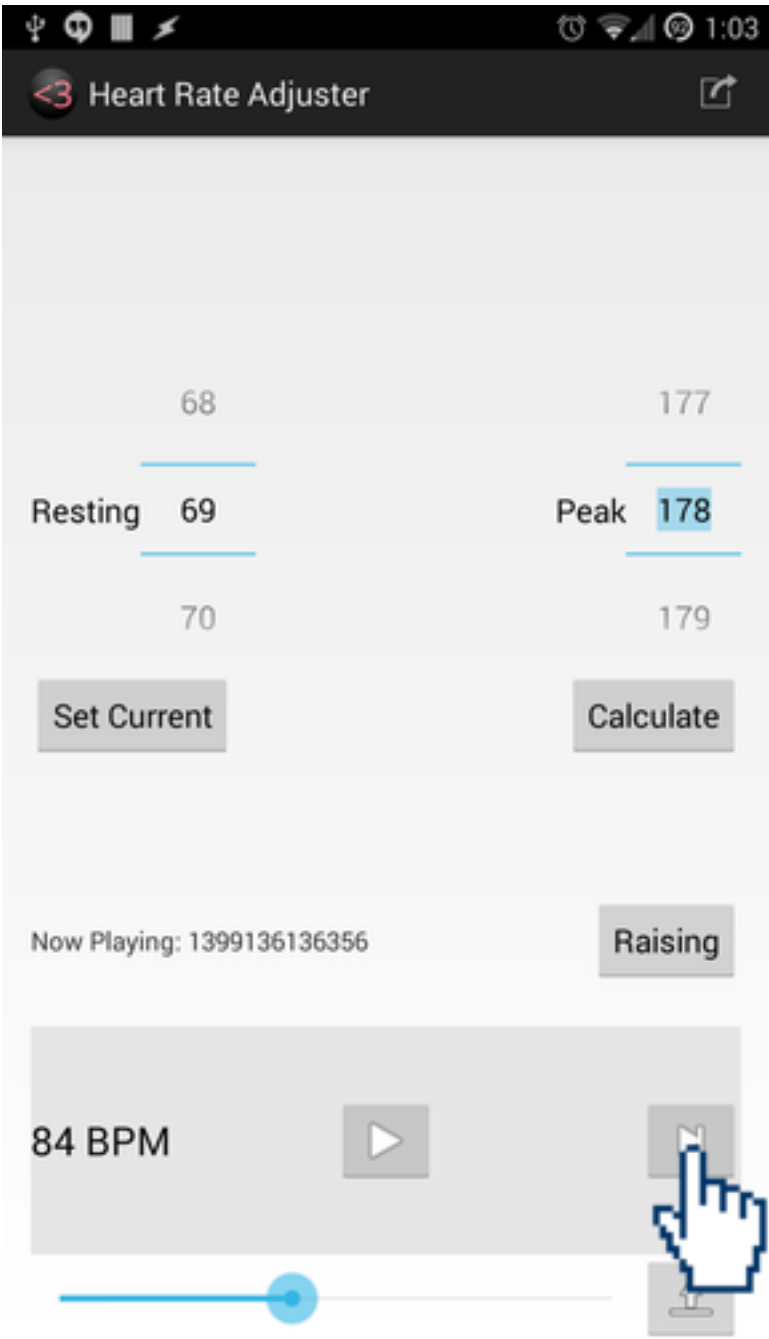 92 1:03
<3 Heart Rate Adjuster
68 177
Resting 69 Peak 178
70 179
Set Current Calculate
Now Playing: 1399136136356 Raising
84 BPM